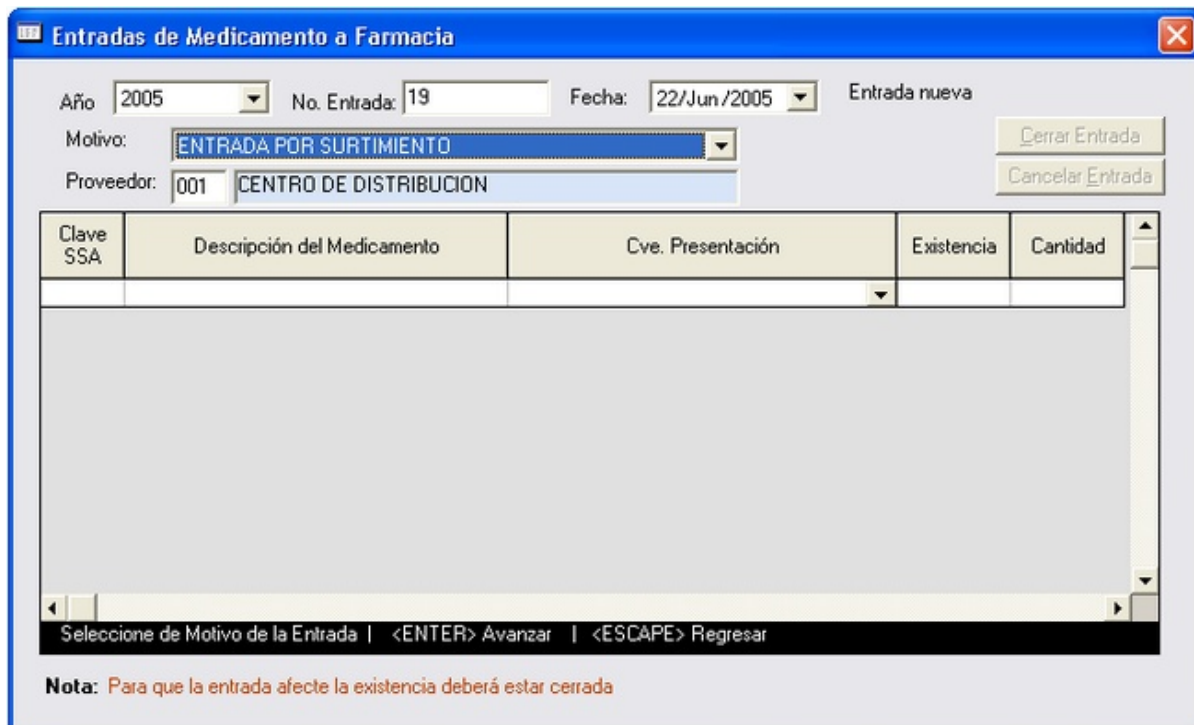 Entradas de Medicamento a Farmacia
Año 2005 No. Entrada: 19 Fecha: 22/Jun/2005 Entrada nueva
Motivo: ENTRADA POR SURTIMIENTO Cerrar Entrada
Proveedor: 001 CENTRO DE DISTRIBUCION Cancelar Entrada
Clave SSA Descripción del Medicamento Cve. Presentación Existencia Cantidad
Seleccione de Motivo de la Entrada | <ENTER> Avanzar | <ESCAPE> Regresar
Nota: Para que la entrada afecte la existencia deberá estar cerrada